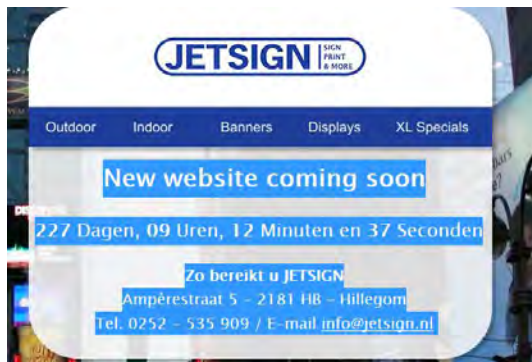 JETSIGN
SIGN
PRINT
& MORE
Outdoor Indoor Banners Displays XL Specials
New website coming soon
227 Dagen, 09 Uren, 12 Minuten en 37 Seconden
Zo bereikt u JETSIGN
Ampèrestraat 5 – 2181 HB – Hillegom
Tel. 0252 – 535 909 / E-mail info@jetsign.nl